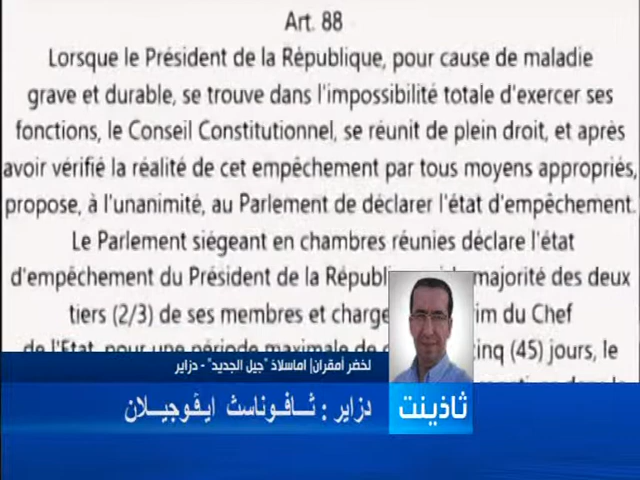 Art. 88
Lorsque le Président de la République, pour cause de maladie
grave et durable, se trouve dans l'impossibilité totale d'exercer ses
fonctions, le Conseil Constitutionnel, se réunit de plein droit, et après
avoir vérifié la réalité de cet empêchement par tous moyens appropriés,
propose, à l'unanimité, au Parlement de déclarer l'état d'empêchement.
Le Parlement siégeant en chambres réunies déclare l'état
d'empêchement du Président de la Républi majorité des deux
tiers (2/3) de ses membres et charge im du Chef
de l'Etat, pour une période maximale de cinq (45) jours, le
لخضر أمقران| اماسلاذ "جيل الجديد" - دزاير
دزاير : ثـافـوناسث ايڨوجيـلان
ثاذينت